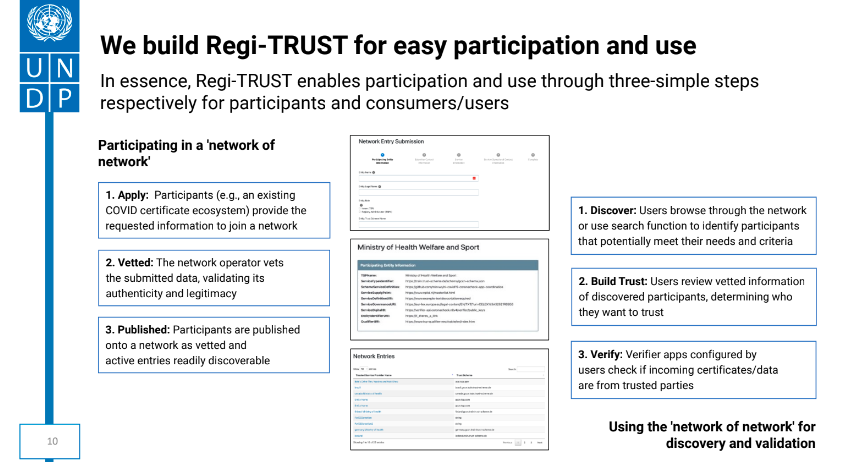 U N
D P
We build Regi-TRUST for easy participation and use
In essence, Regi-TRUST enables participation and use through three-simple steps
respectively for participants and consumers/users
Participating in a 'network of
network'
1. Apply: Participants (e.g., an existing
COVID certificate ecosystem) provide the
requested information to join a network
2. Vetted: The network operator vets
the submitted data, validating its
authenticity and legitimacy
3. Published: Participants are published
onto a network as vetted and
active entries readily discoverable
Network Entry Submission
Ministry of Health Welfare and Sport
Participating Entity Information
Network Entries
1. Discover: Users browse through the network
or use search function to identify participants
that potentially meet their needs and criteria
2. Build Trust: Users review vetted information
of discovered participants, determining who
they want to trust
3. Verify: Verifier apps configured by
users check if incoming certificates/data
are from trusted parties
Using the 'network of network' for
discovery and validation
10